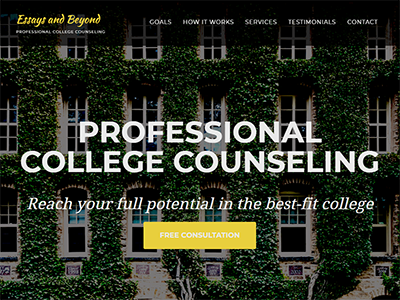 Essays and Beyond
PROFESSIONAL COLLEGE COUNSELING
GOALS HOW IT WORKS SERVICES TESTIMONIALS CONTACT
PROFESSIONAL
COLLEGE COUNSELING
Reach your full potential in the best-fit college
FREE CONSULTATION